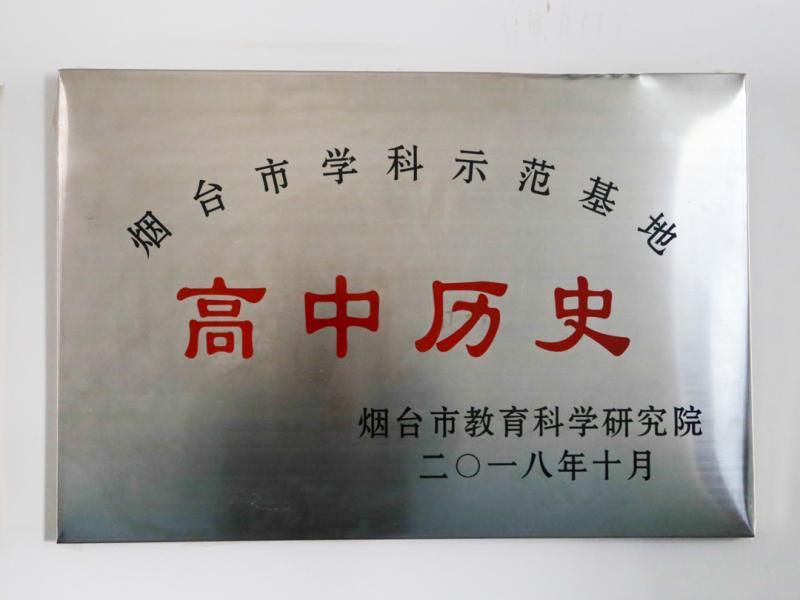 烟台市学科示范基地
高中历史
烟台市教育科学研究院
二〇一八年十月